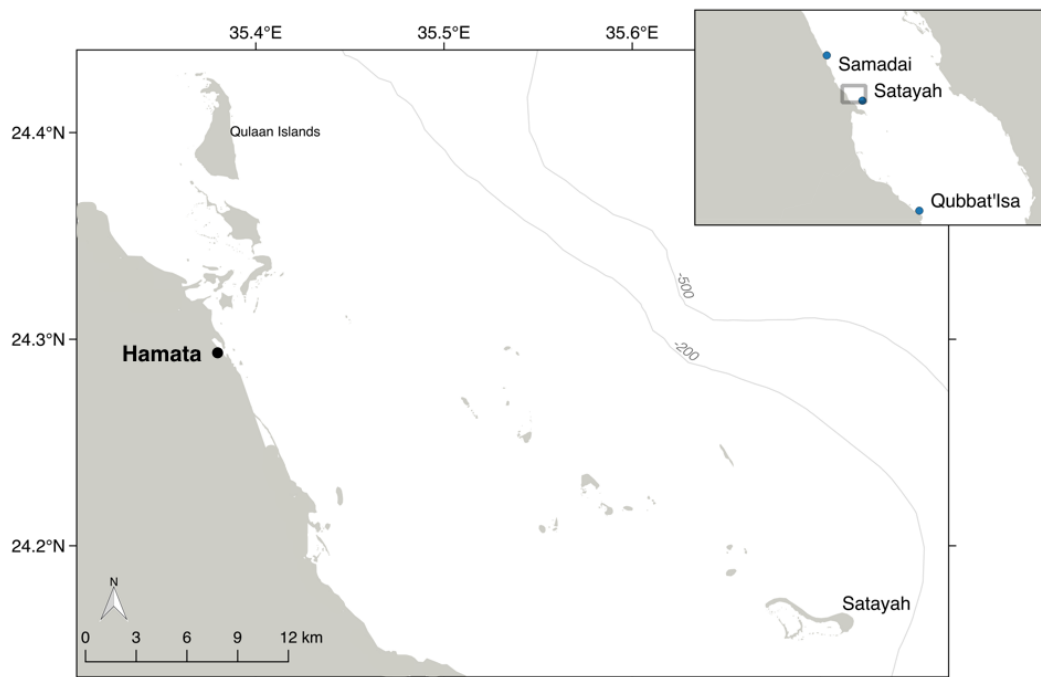 35.4°E
35.5°E
35.6°E
Samadai
Satayah
Qubbat'Isa
24.4°N
Qulaan Islands
-500
24.3°N
-200
Hamata
24.2°N
Satayah
N
0 3 6 9 12 km